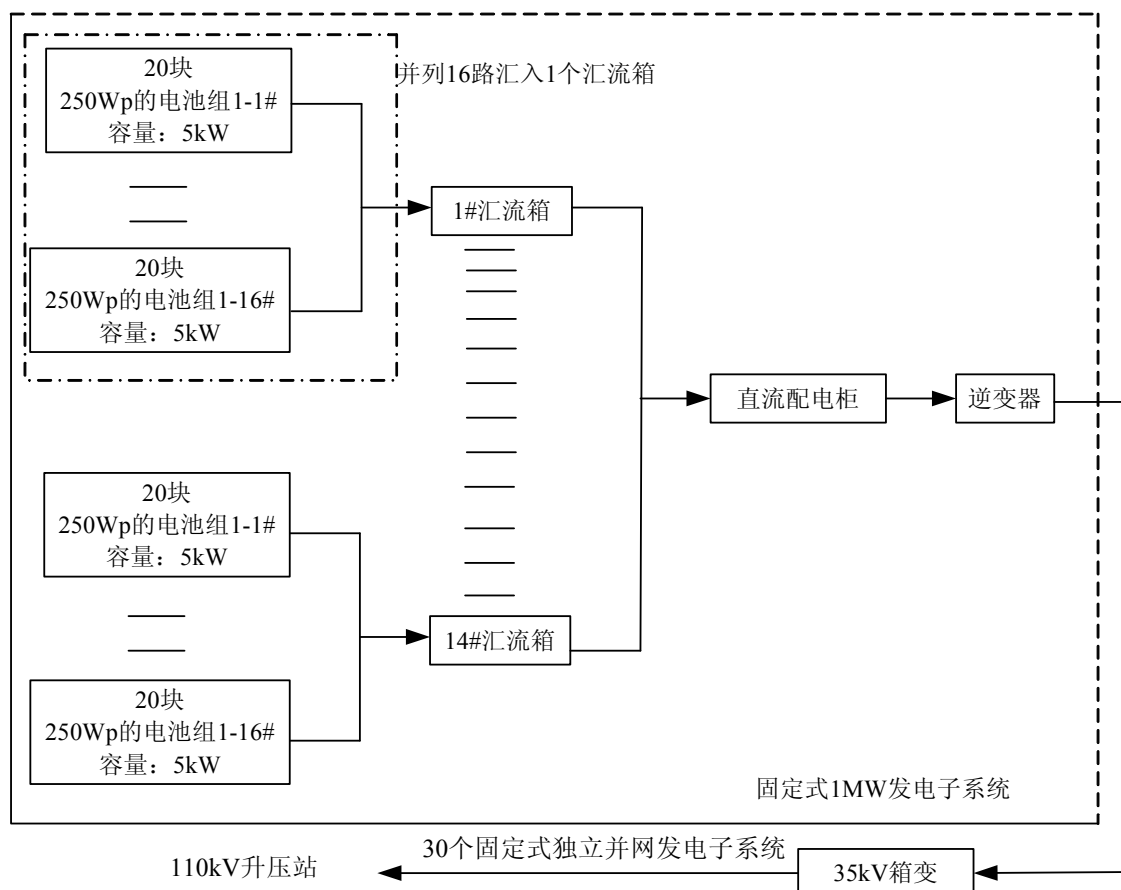 20块
250Wp的电池组1-1#
容量：5kW
并列16路汇入1个汇流箱
1#汇流箱
20块
250Wp的电池组1-16#
容量：5kW
直流配电柜
逆变器
20块
250Wp的电池组1-1#
容量：5kW
14#汇流箱
20块
250Wp的电池组1-16#
容量：5kW
固定式1MW发电子系统
30个固定式独立并网发电子系统
110kV升压站
35kV箱变